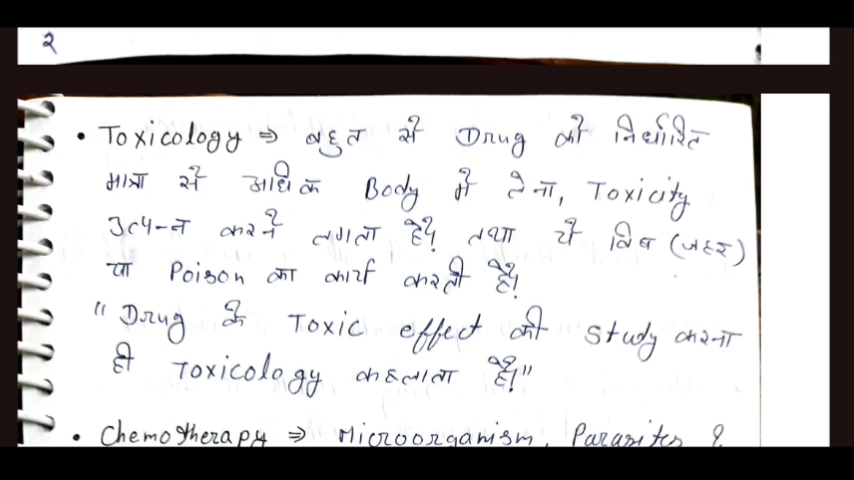 2
• Toxicology ⇒ बहुत से Drug को निर्धारित
मात्रा से अधिक Body में लेना, Toxicity
उत्पन्न करने लगता है। तथा ये विष (जहर)
या Poison का कार्य करती है।
"Drug के Toxic effect की study करना
ही Toxicology कहलाता है।"
• Chemotherapy ⇒ Microorganism, Parasites &